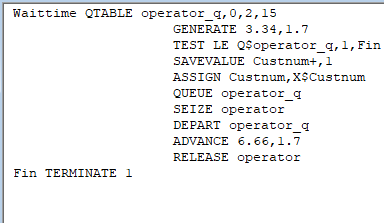 Waittime QTABLE operator_q,0,2,15
GENERATE 3.34,1.7
TEST LE Q$operator_q,1,Fin
SAVEVALUE Custnum+,1
ASSIGN Custnum,X$Custnum
QUEUE operator_q
SEIZE operator
DEPART operator_q
ADVANCE 6.66,1.7
RELEASE operator
Fin TERMINATE 1